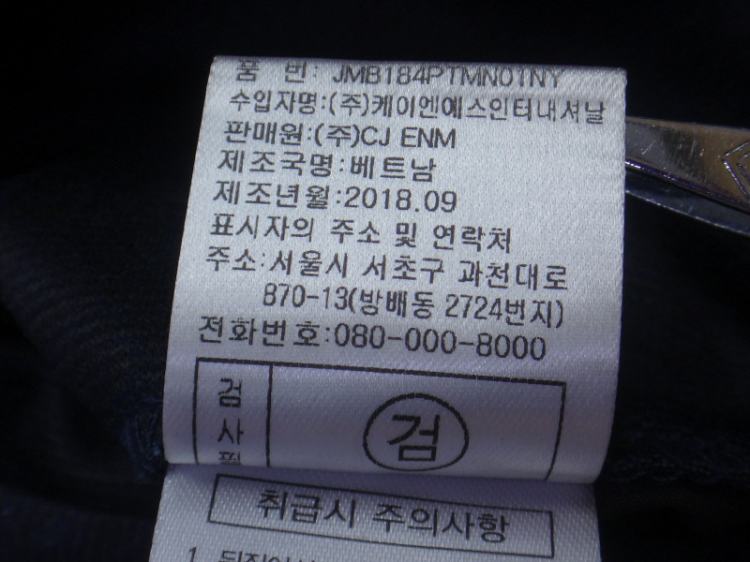 품 번: JMB184PTMN01NY
수입자명:(주)케이엔에스인터내셔날
판매원:(주)CJ ENM
제조국명:베트남
제조년월:2018.09
표시자의 주소 및 연락처
주소:서울시 서초구 과천대로
870-13(방배동 2724번지)
전화번호:080-000-8000
검사필
검
취급시 주의사항
1.